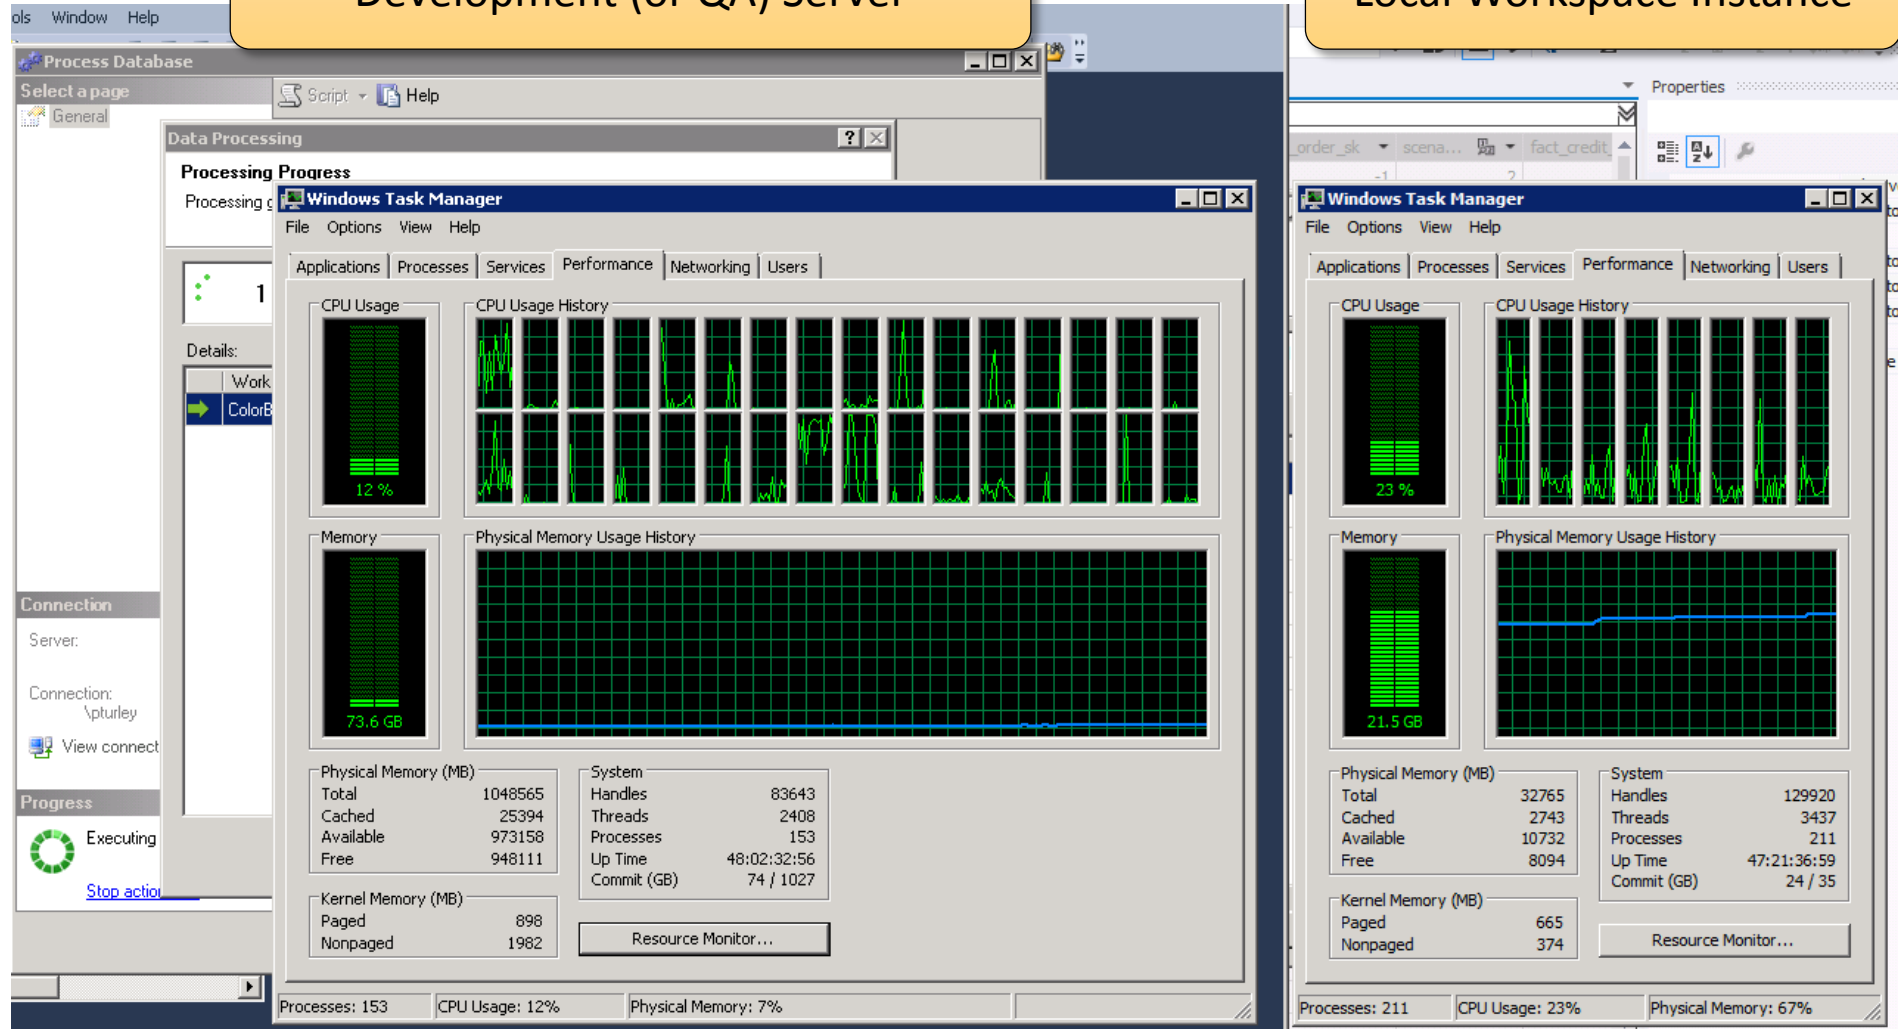 Development (or QA) Server
Local Workspace Instance
Window Help
Process Database
Select a page
General
Script
Help
Data Processing
Processing Progress
Processing
1
Details:
Work
Connection
Server:
Connection:
\pturley
View connect
Progress
Executing
Stop action
Windows Task Manager
File Options View Help
Applications Processes Services Performance Networking Users
CPU Usage
CPU Usage History
12 %
Memory
Physical Memory Usage History
73.6 GB
Physical Memory (MB)
Total 1048565
Cached 25394
Available 973158
Free 948111
System
Handles 83643
Threads 2408
Processes 153
Up Time 48:02:32:56
Commit (GB) 74 / 1027
Kernel Memory (MB)
Paged 898
Nonpaged 1982
Resource Monitor...
Processes: 153 CPU Usage: 12% Physical Memory: 7%
Properties
_order_sk scena... fact_credit_
-1 2
Windows Task Manager
File Options View Help
Applications Processes Services Performance Networking Users
CPU Usage
CPU Usage History
23 %
Memory
Physical Memory Usage History
21.5 GB
Physical Memory (MB)
Total 32765
Cached 2743
Available 10732
Free 8094
System
Handles 129920
Threads 3437
Processes 211
Up Time 47:21:36:59
Commit (GB) 24 / 35
Kernel Memory (MB)
Paged 665
Nonpaged 374
Resource Monitor...
Processes: 211 CPU Usage: 23% Physical Memory: 67%